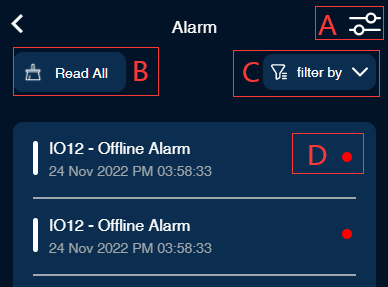 Alarm
A
Read All
B
C
filter by
IO12 - Offline Alarm
D
24 Nov 2022 PM 03:58:33
IO12 - Offline Alarm
24 Nov 2022 PM 03:58:33